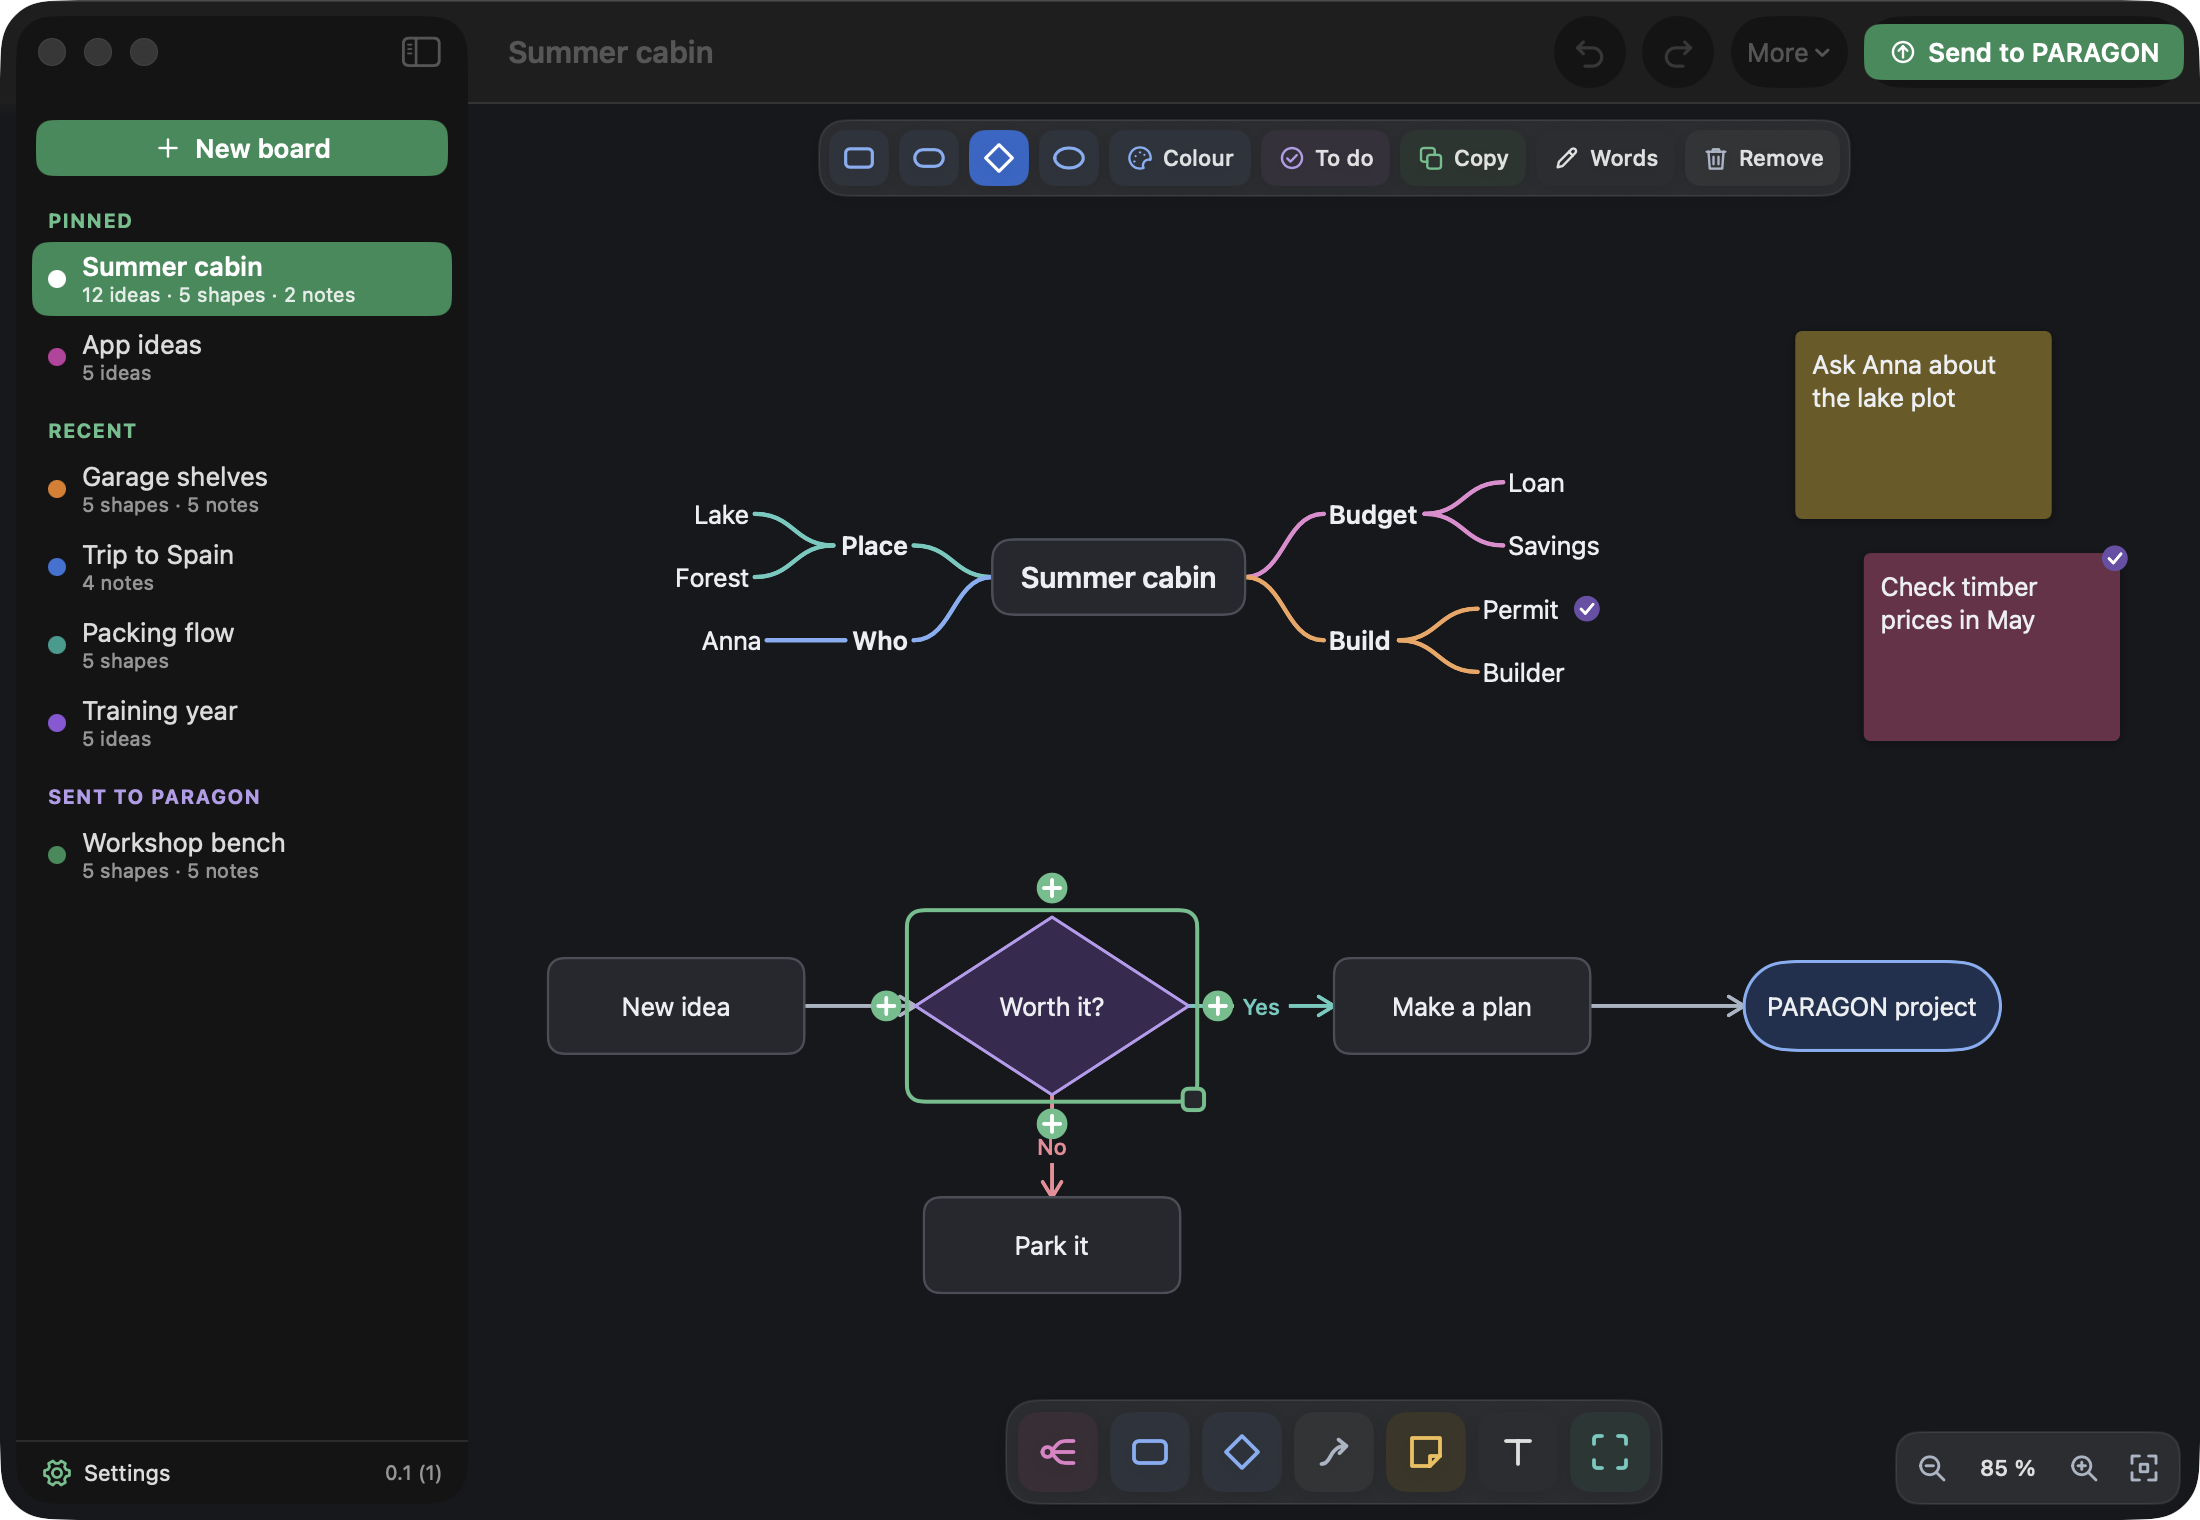 Summer cabin
More
Send to PARAGON
New board
PINNED
Summer cabin
12 ideas · 5 shapes · 2 notes
App ideas
5 ideas
RECENT
Garage shelves
5 shapes · 5 notes
Trip to Spain
4 notes
Packing flow
5 shapes
Training year
5 ideas
SENT TO PARAGON
Workshop bench
5 shapes · 5 notes
Settings
0.1 (1)
Colour
To do
Copy
Words
Remove
Ask Anna about
the lake plot
Check timber
prices in May
Lake
Forest
Place
Anna
Who
Summer cabin
Budget
Loan
Savings
Build
Permit
Builder
New idea
Worth it?
Yes
Make a plan
PARAGON project
No
Park it
T
85 %